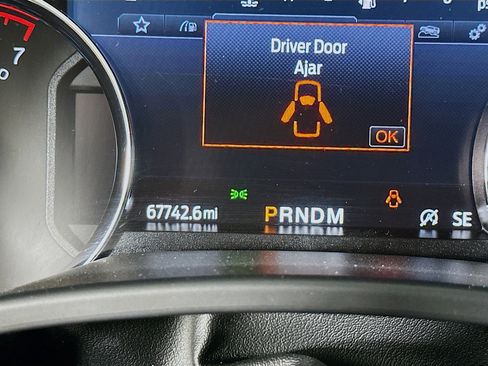 7
Driver Door
Ajar
OK
67742.6mi
PRNDM
SE